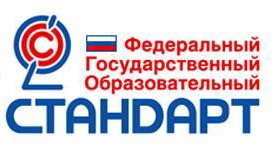 Федеральный
Государственный
Образовательный
СТАНДАРТ